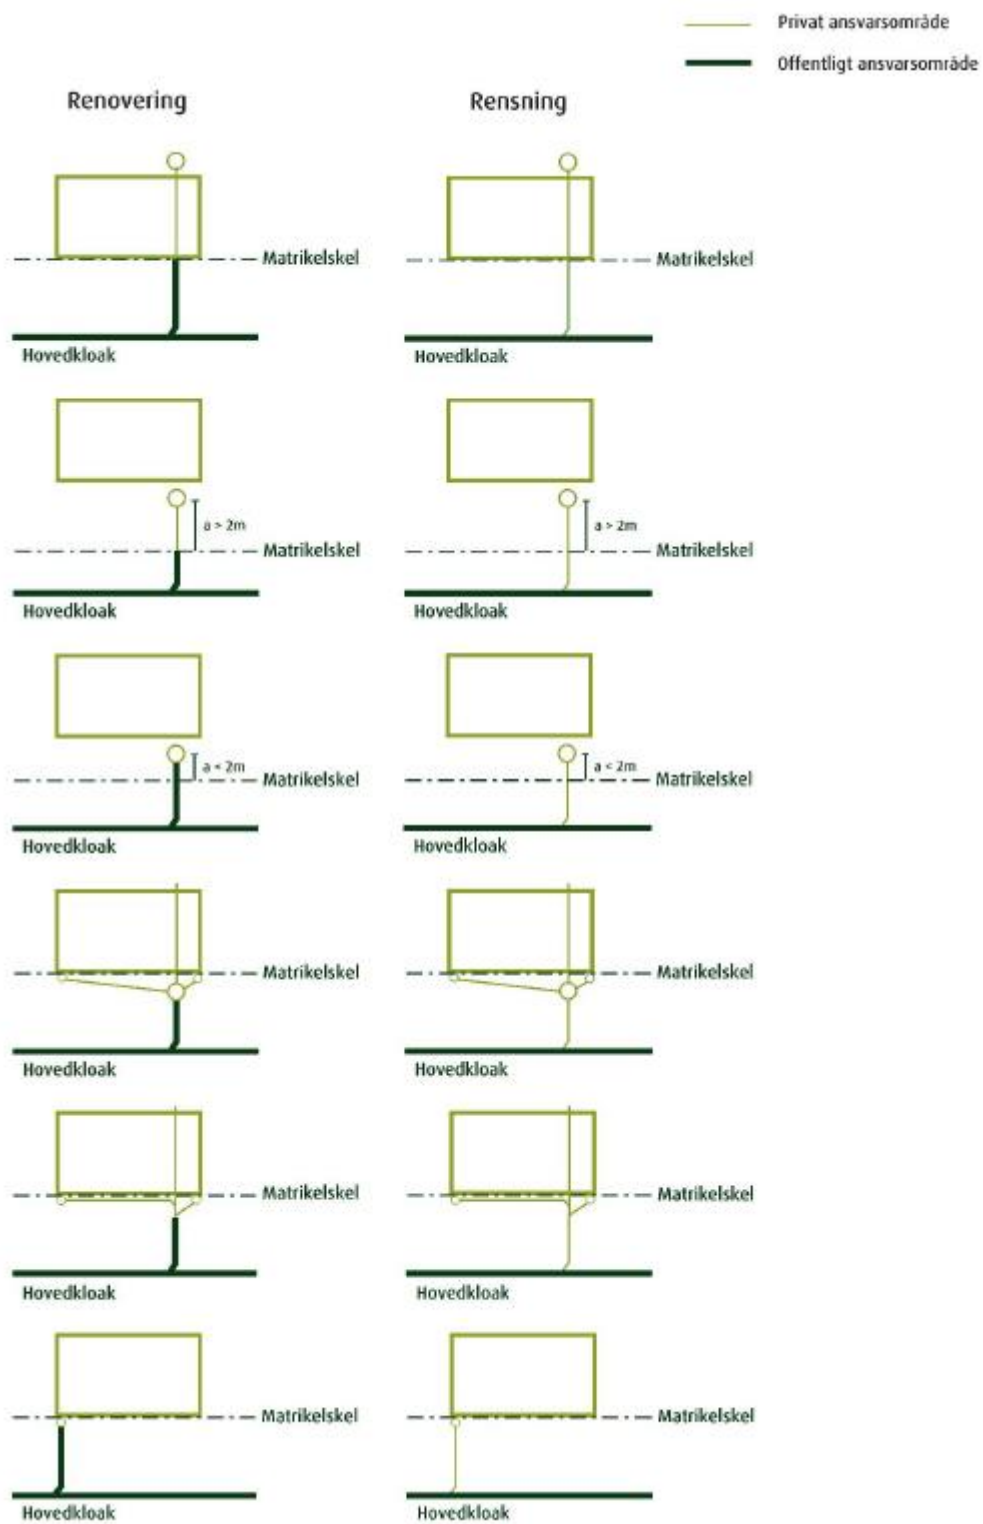 Privat ansvarsområde
Offentligt ansvarsområde
Renovering
Rensning
Matrikelskel
Matrikelskel
Hovedkloak
Hovedkloak
a > 2m
a > 2m
Matrikelskel
Matrikelskel
Hovedkloak
Hovedkloak
a < 2m
a < 2m
Matrikelskel
Matrikelskel
Hovedkloak
Hovedkloak
Matrikelskel
Matrikelskel
Hovedkloak
Hovedkloak
Matrikelskel
Matrikelskel
Hovedkloak
Hovedkloak
Matrikelskel
Matrikelskel
Hovedkloak
Hovedkloak